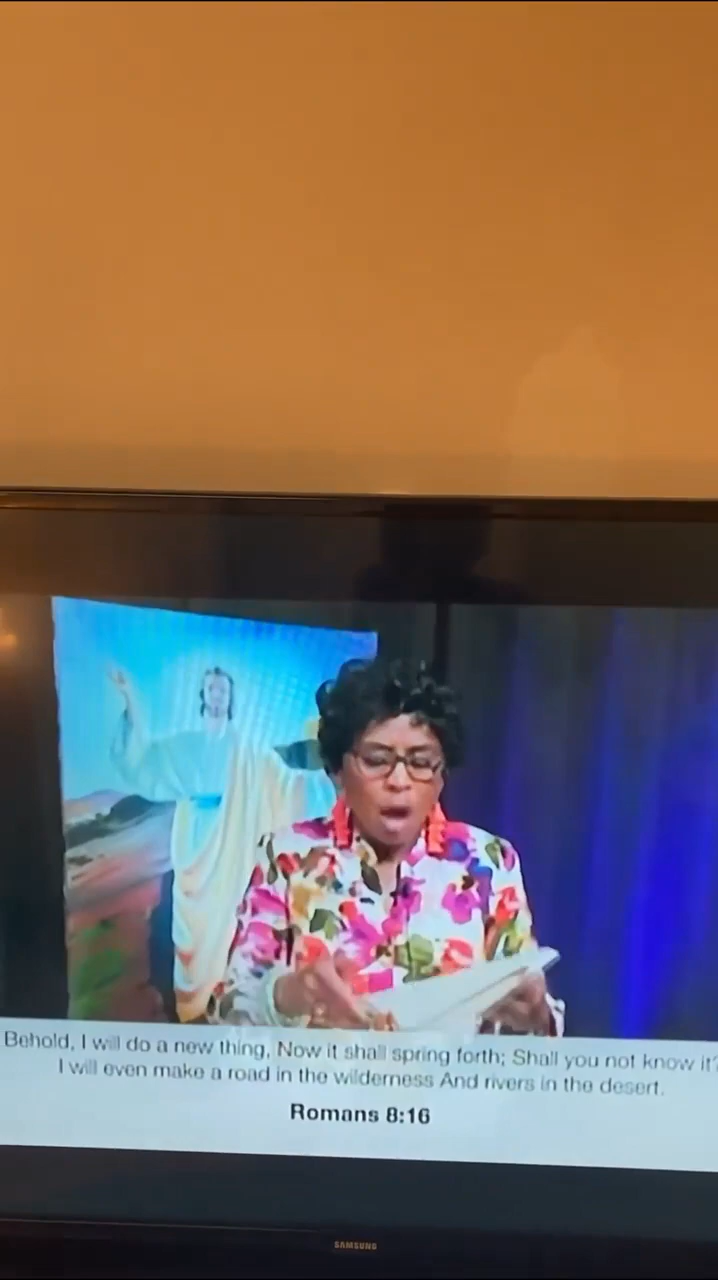 Behold, I will do a new thing, Now it shall spring forth; Shall you not know it?
I will even make a road in the wilderness And rivers in the desert.
Romans 8:16
SAMSUNG